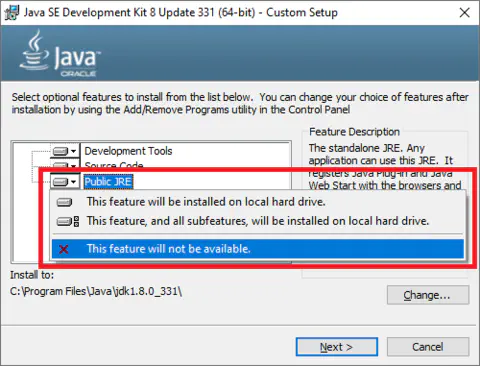 Java SE Development Kit 8 Update 331 (64-bit) - Custom Setup
Java
ORACLE
Select optional features to install from the list below. You can change your choice of features after
installation by using the Add/Remove Programs utility in the Control Panel
Development Tools
Source Code
Public JRE
Feature Description
The standalone JRE. Any
application can use this JRE. It
registers Java Plug-in and Java
Web Start with the browsers and
This feature will be installed on local hard drive.
This feature, and all subfeatures, will be installed on local hard drive.
This feature will not be available.
Install to:
C:\Program Files\Java\jdk1.8.0_331\
Change...
Next >
Cancel